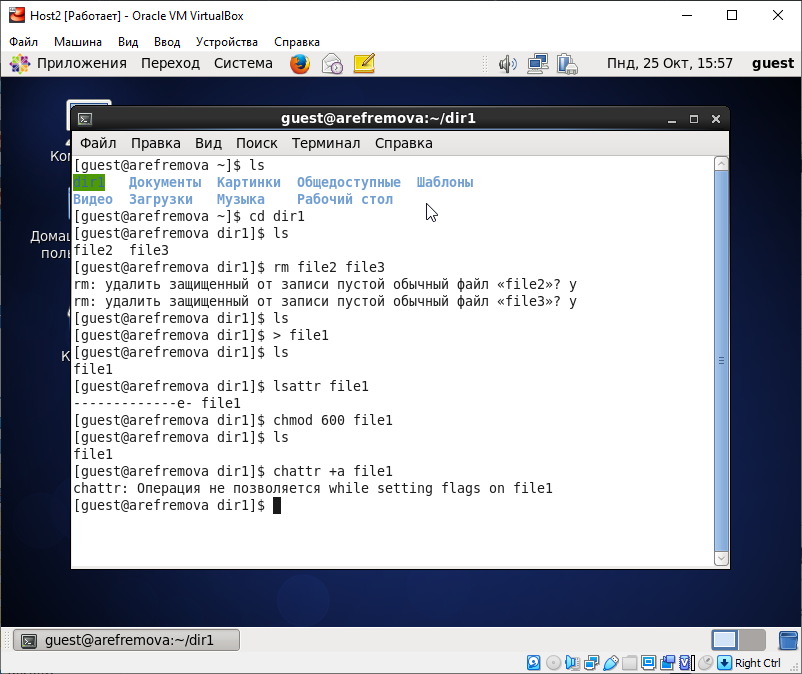 Host2 [Работает] - Oracle VM VirtualBox
Файл Машина Вид Ввод Устройства Справка
Приложения Переход Система Пнд, 25 Окт, 15:57 guest
guest@arefremova:~/dir1
Файл Правка Вид Поиск Терминал Справка
[guest@arefremova ~]$ ls
dir1 Документы Картинки Общедоступные Шаблоны
Видео Загрузки Музыка Рабочий стол
[guest@arefremova ~]$ cd dir1
[guest@arefremova dir1]$ ls
file2 file3
[guest@arefremova dir1]$ rm file2 file3
rm: удалить защищенный от записи пустой обычный файл «file2»? y
rm: удалить защищенный от записи пустой обычный файл «file3»? y
[guest@arefremova dir1]$ ls
[guest@arefremova dir1]$ > file1
[guest@arefremova dir1]$ ls
file1
[guest@arefremova dir1]$ lsattr file1
-------------e- file1
[guest@arefremova dir1]$ chmod 600 file1
[guest@arefremova dir1]$ ls
file1
[guest@arefremova dir1]$ chattr +a file1
chattr: Операция не позволяется while setting flags on file1
[guest@arefremova dir1]$
guest@arefremova:~/dir1
Right Ctrl